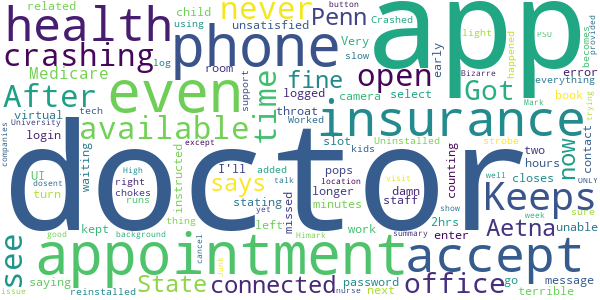 related child using never unsatisfied Penn Crashed button Very slow light happened Bizarre PSU becomes provided
health app
phone
crashing log room early error everything
Medicare tech support even time fine open Got book Mark trying
After logged camera select
virtual University login available throat Worked kids insurance now contact
companies UI waiting instructed slot two hours
dosent High I'll added Uninstalled strobe
right except pops location talk visit ONLY
turn chokes runs doctor says longer damn counting closes well Keeps
thing stating yet minutes staff show week sure
see background kept missed left work Aetna 2hrs unable
good appointment accept enter
saying cancel Himark summary go message
State connected password office
issue reinstalled nurse junk next terrible